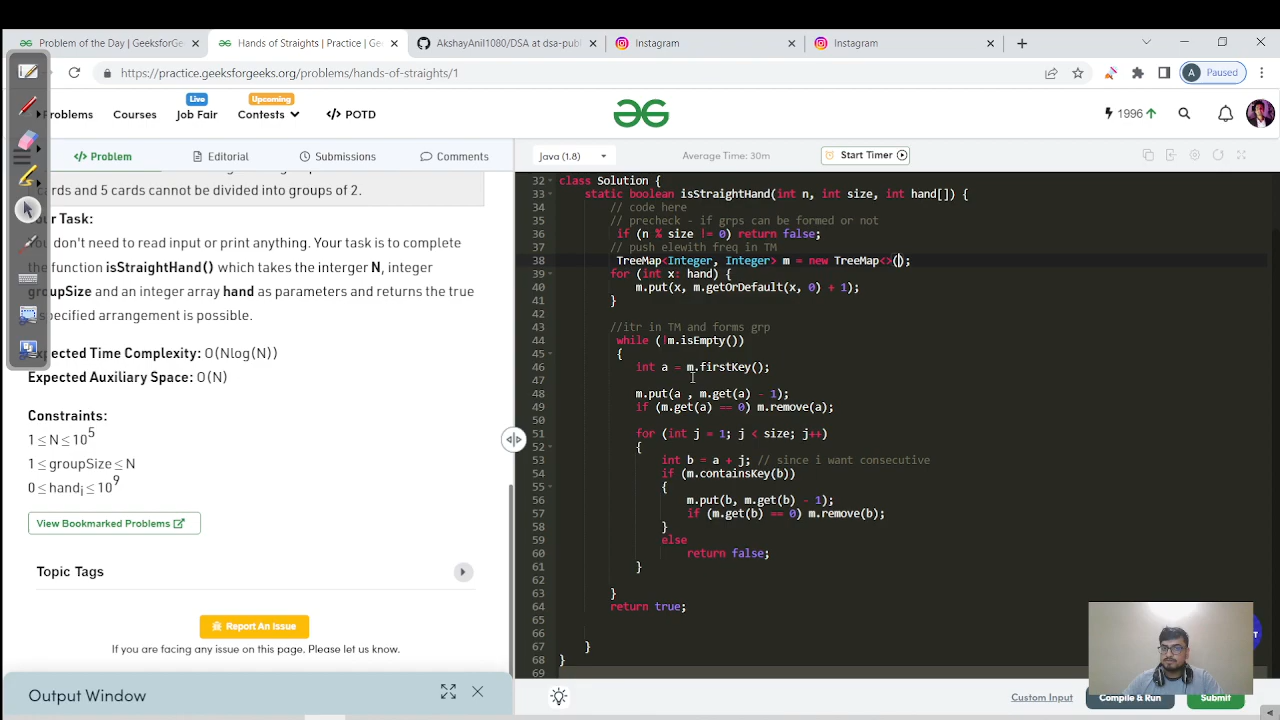 Problem of the Day | GeeksforGeeks
Hands of Straights | Practice | Ge
AkshayAnil1080/DSA at dsa-publ
Instagram
Instagram
https://practice.geeksforgeeks.org/problems/hands-of-straights/1
A Paused
Problems
Courses
Live
Job Fair
Upcoming
Contests
</> POTD
1996
</> Problem
Editorial
Submissions
Comments
Java (1.8)
Average Time: 30m
Start Timer
cards and 5 cards cannot be divided into groups of 2.
Your Task:
You don't need to read input or print anything. Your task is to complete
the function isStraightHand() which takes the interger N, integer
groupSize and an integer array hand as parameters and returns the true
specified arrangement is possible.
Expected Time Complexity: O(Nlog(N))
Expected Auxiliary Space: O(N)
Constraints:
1 ≤ N ≤ 10^5
1 ≤ groupSize ≤ N
0 ≤ hand_i ≤ 10^9
View Bookmarked Problems
Topic Tags
Report An Issue
If you are facing any issue on this page. Please let us know.
Output Window
32 class Solution {
33 static boolean isStraightHand(int n, int size, int hand[]) {
34 // code here
35 // precheck - if grps can be formed or not
36 if (n % size != 0) return false;
37 // push elewith freq in TM
38 TreeMap<Integer, Integer> m = new TreeMap<>();
39 for (int x: hand) {
40 m.put(x, m.getOrDefault(x, 0) + 1);
41 }
42
43 //itr in TM and forms grp
44 while (!m.isEmpty())
45 {
46 int a = m.firstKey();
47
48 m.put(a , m.get(a) - 1);
49 if (m.get(a) == 0) m.remove(a);
50
51 for (int j = 1; j < size; j++)
52 {
53 int b = a + j; // since i want consecutive
54 if (m.containsKey(b))
55 {
56 m.put(b, m.get(b) - 1);
57 if (m.get(b) == 0) m.remove(b);
58 }
59 else
60 return false;
61 }
62
63 }
64 return true;
65
66
67 }
68 }
69
Custom Input
Compile & Run
Submit